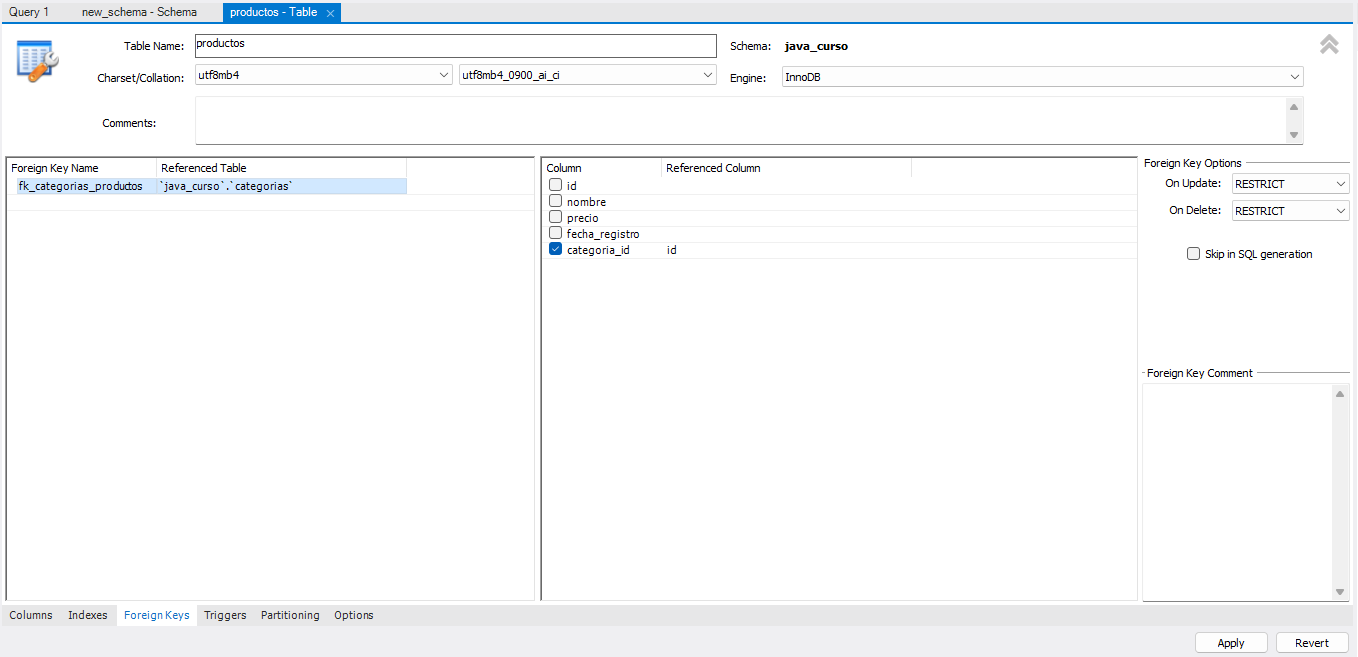 Query 1 new_schema - Schema productos - Table
Table Name: productos Schema: java_curso
Charset/Collation: utf8mb4 utf8mb4_0900_ai_ci Engine: InnoDB
Comments:
Foreign Key Name Referenced Table
fk_categorias_productos `java_curso`.`categorias`
Column Referenced Column
id
nombre
precio
fecha_registro
categoria_id id
Foreign Key Options
On Update: RESTRICT
On Delete: RESTRICT
Skip in SQL generation
Foreign Key Comment
Columns Indexes Foreign Keys Triggers Partitioning Options
Apply Revert